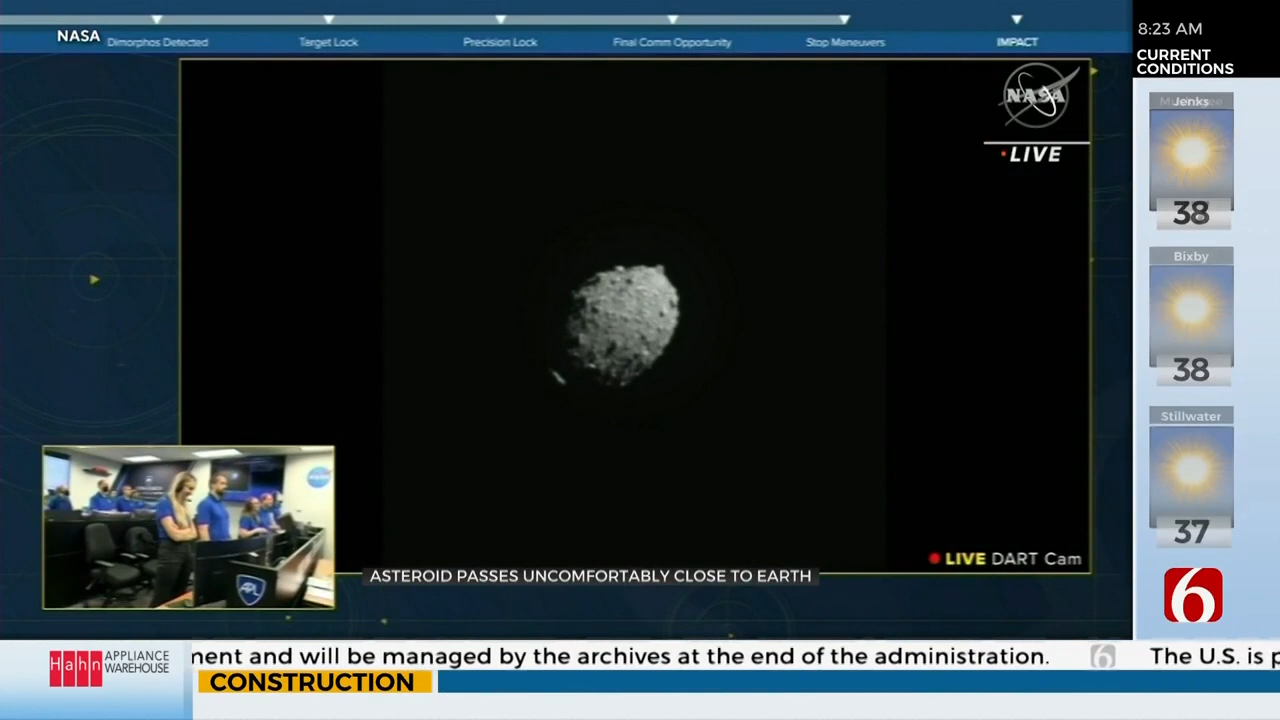 NASA
Dimorphos Detected
Target Lock
Precision Lock
Final Comm Opportunity
Stop Maneuvers
IMPACT
8:23 AM
CURRENT
CONDITIONS
NASA
LIVE
Jenks
38
Bixby
38
Stillwater
37
APL
LIVE DART Cam
ASTEROID PASSES UNCOMFORTABLY CLOSE TO EARTH
6
Hahn APPLIANCE
WAREHOUSE
ment and will be managed by the archives at the end of the administration. 6 The U.S. is p
CONSTRUCTION